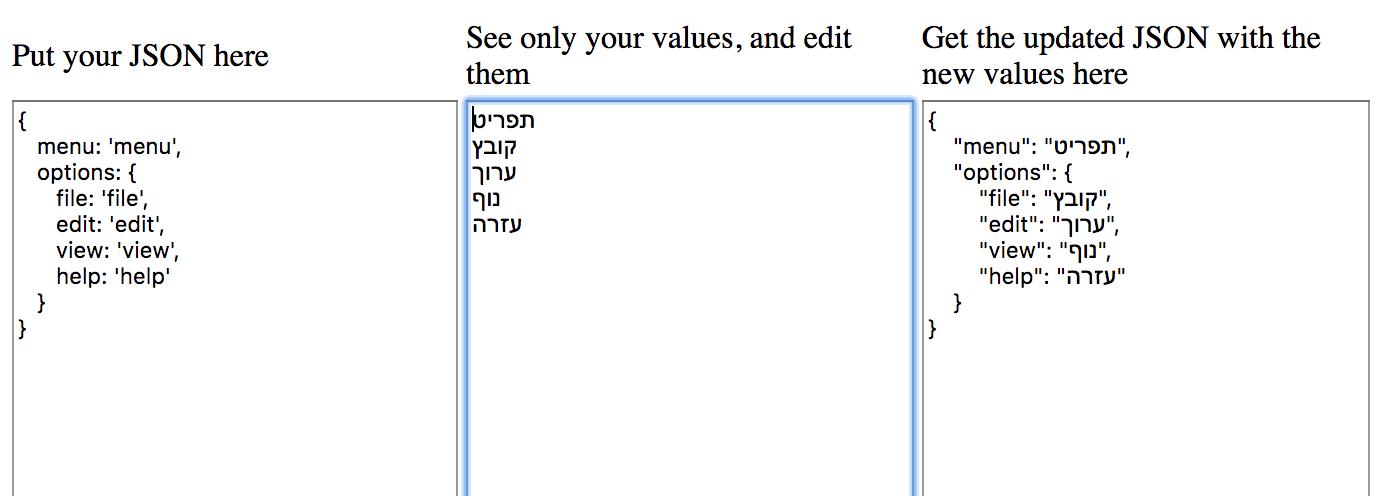 Put your JSON here
{
menu: 'menu',
options: {
file: 'file',
edit: 'edit',
view: 'view',
help: 'help'
}
}
See only your values, and edit
them
תפריט
קובץ
ערוך
נוף
עזרה
Get the updated JSON with the
new values here
{
"menu": "תפריט",
"options": {
"file": "קובץ",
"edit": "ערוך",
"view": "נוף",
"help": "עזרה"
}
}